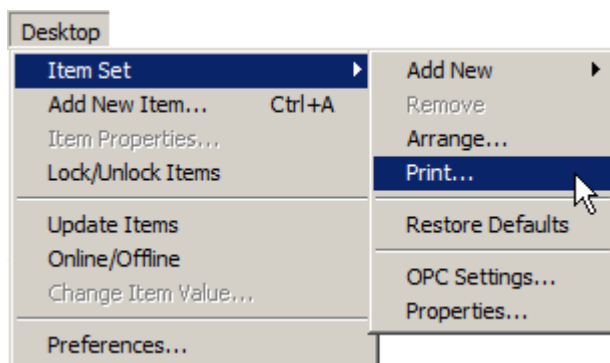 Desktop
Item Set
Add New Item... Ctrl+A
Item Properties...
Lock/Unlock Items
Update Items
Online/Offline
Change Item Value...
Preferences...
Add New
Remove
Arrange...
Print...
Restore Defaults
OPC Settings...
Properties...